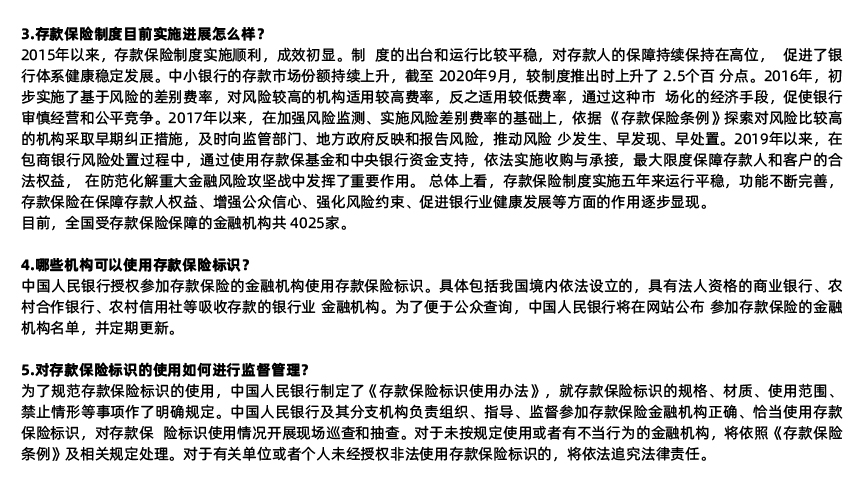 3.存款保险制度目前实施进展怎么样？
2015年以来，存款保险制度实施顺利，成效初显。制 度的出台和运行比较平稳，对存款人的保障持续保持在高位， 促进了银
行体系健康稳定发展。中小银行的存款市场份额持续上升，截至 2020年9月，较制度推出时上升了 2.5个百 分点。2016年，初
步实施了基于风险的差别费率，对风险较高的机构适用较高费率，反之适用较低费率，通过这种市 场化的经济手段，促使银行
审慎经营和公平竞争。2017年以来，在加强风险监测、实施风险差别费率的基础上，依据 《存款保险条例》探索对风险比较高
的机构采取早期纠正措施，及时向监管部门、地方政府反映和报告风险，推动风险 少发生、早发现、早处置。2019年以来，在
包商银行风险处置过程中，通过使用存款保基金和中央银行资金支持，依法实施收购与承接，最大限度保障存款人和客户的合
法权益， 在防范化解重大金融风险攻坚战中发挥了重要作用。 总体上看，存款保险制度实施五年来运行平稳，功能不断完善，
存款保险在保障存款人权益、增强公众信心、强化风险约束、促进银行业健康发展等方面的作用逐步显现。
目前，全国受存款保险保障的金融机构共 4025家。
4.哪些机构可以使用存款保险标识？
中国人民银行授权参加存款保险的金融机构使用存款保险标识。具体包括我国境内依法设立的，具有法人资格的商业银行、农
村合作银行、农村信用社等吸收存款的银行业 金融机构。为了便于公众查询，中国人民银行将在网站公布 参加存款保险的金融
机构名单，并定期更新。
5.对存款保险标识的使用如何进行监督管理？
为了规范存款保险标识的使用，中国人民银行制定了《存款保险标识使用办法》，就存款保险标识的规格、材质、使用范围、
禁止情形等事项作了明确规定。中国人民银行及其分支机构负责组织、指导、监督参加存款保险金融机构正确、恰当使用存款
保险标识，对存款保 险标识使用情况开展现场巡查和抽查。对于未按规定使用或者有不当行为的金融机构，将依照《存款保险
条例》及相关规定处理。对于有关单位或者个人未经授权非法使用存款保险标识的，将依法追究法律责任。